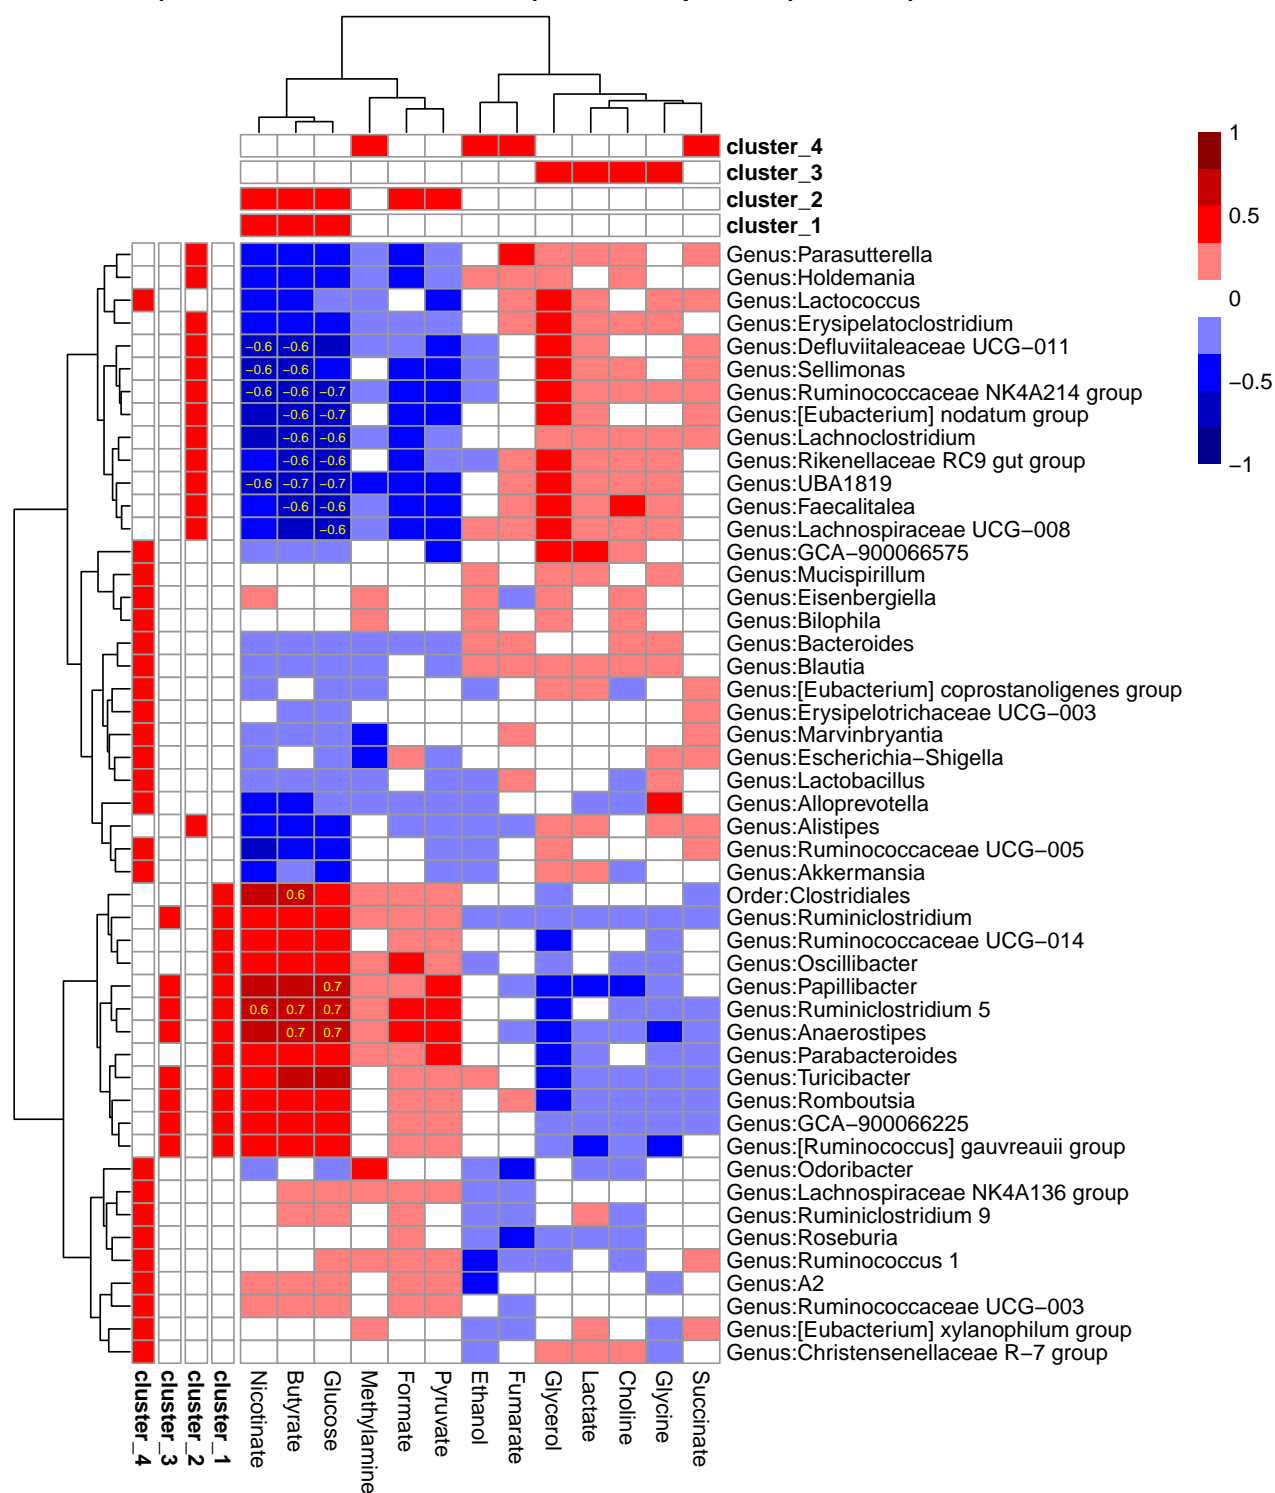 cluster_4
cluster_3
cluster_2
cluster_1
1
0.5
0
−0.5
−1
Genus:Parasutterella
Genus:Holdemania
Genus:Lactococcus
Genus:Erysipelatoclostridium
−0.6 −0.6 Genus:Defluviitaleaceae UCG−011
−0.6 −0.6 Genus:Sellimonas
−0.6 −0.6 −0.7 Genus:Ruminococcaceae NK4A214 group
−0.6 −0.7 Genus:[Eubacterium] nodatum group
−0.6 −0.6 Genus:Lachnoclostridium
−0.6 −0.6 Genus:Rikenellaceae RC9 gut group
−0.6 −0.7 −0.7 Genus:UBA1819
−0.6 −0.6 Genus:Faecalitalea
−0.6 Genus:Lachnospiraceae UCG−008
Genus:GCA−900066575
Genus:Mucispirillum
Genus:Eisenbergiella
Genus:Bilophila
Genus:Bacteroides
Genus:Blautia
Genus:[Eubacterium] coprostanoligenes group
Genus:Erysipelotrichaceae UCG−003
Genus:Marvinbryantia
Genus:Escherichia−Shigella
Genus:Lactobacillus
Genus:Alloprevotella
Genus:Alistipes
Genus:Ruminococcaceae UCG−005
Genus:Akkermansia
0.6 Order:Clostridiales
Genus:Ruminiclostridium
Genus:Ruminococcaceae UCG−014
Genus:Oscillibacter
0.7 Genus:Papillibacter
0.6 0.7 0.7 Genus:Ruminiclostridium 5
0.7 0.7 Genus:Anaerostipes
Genus:Parabacteroides
Genus:Turicibacter
Genus:Romboutsia
Genus:GCA−900066225
Genus:[Ruminococcus] gauvreauii group
Genus:Odoribacter
Genus:Lachnospiraceae NK4A136 group
Genus:Ruminiclostridium 9
Genus:Roseburia
Genus:Ruminococcus 1
Genus:A2
Genus:Ruminococcaceae UCG−003
Genus:[Eubacterium] xylanophilum group
Genus:Christensenellaceae R−7 group
cluster_4
cluster_3
cluster_2
cluster_1
Nicotinate
Butyrate
Glucose
Methylamine
Formate
Pyruvate
Ethanol
Fumarate
Glycerol
Lactate
Choline
Glycine
Succinate